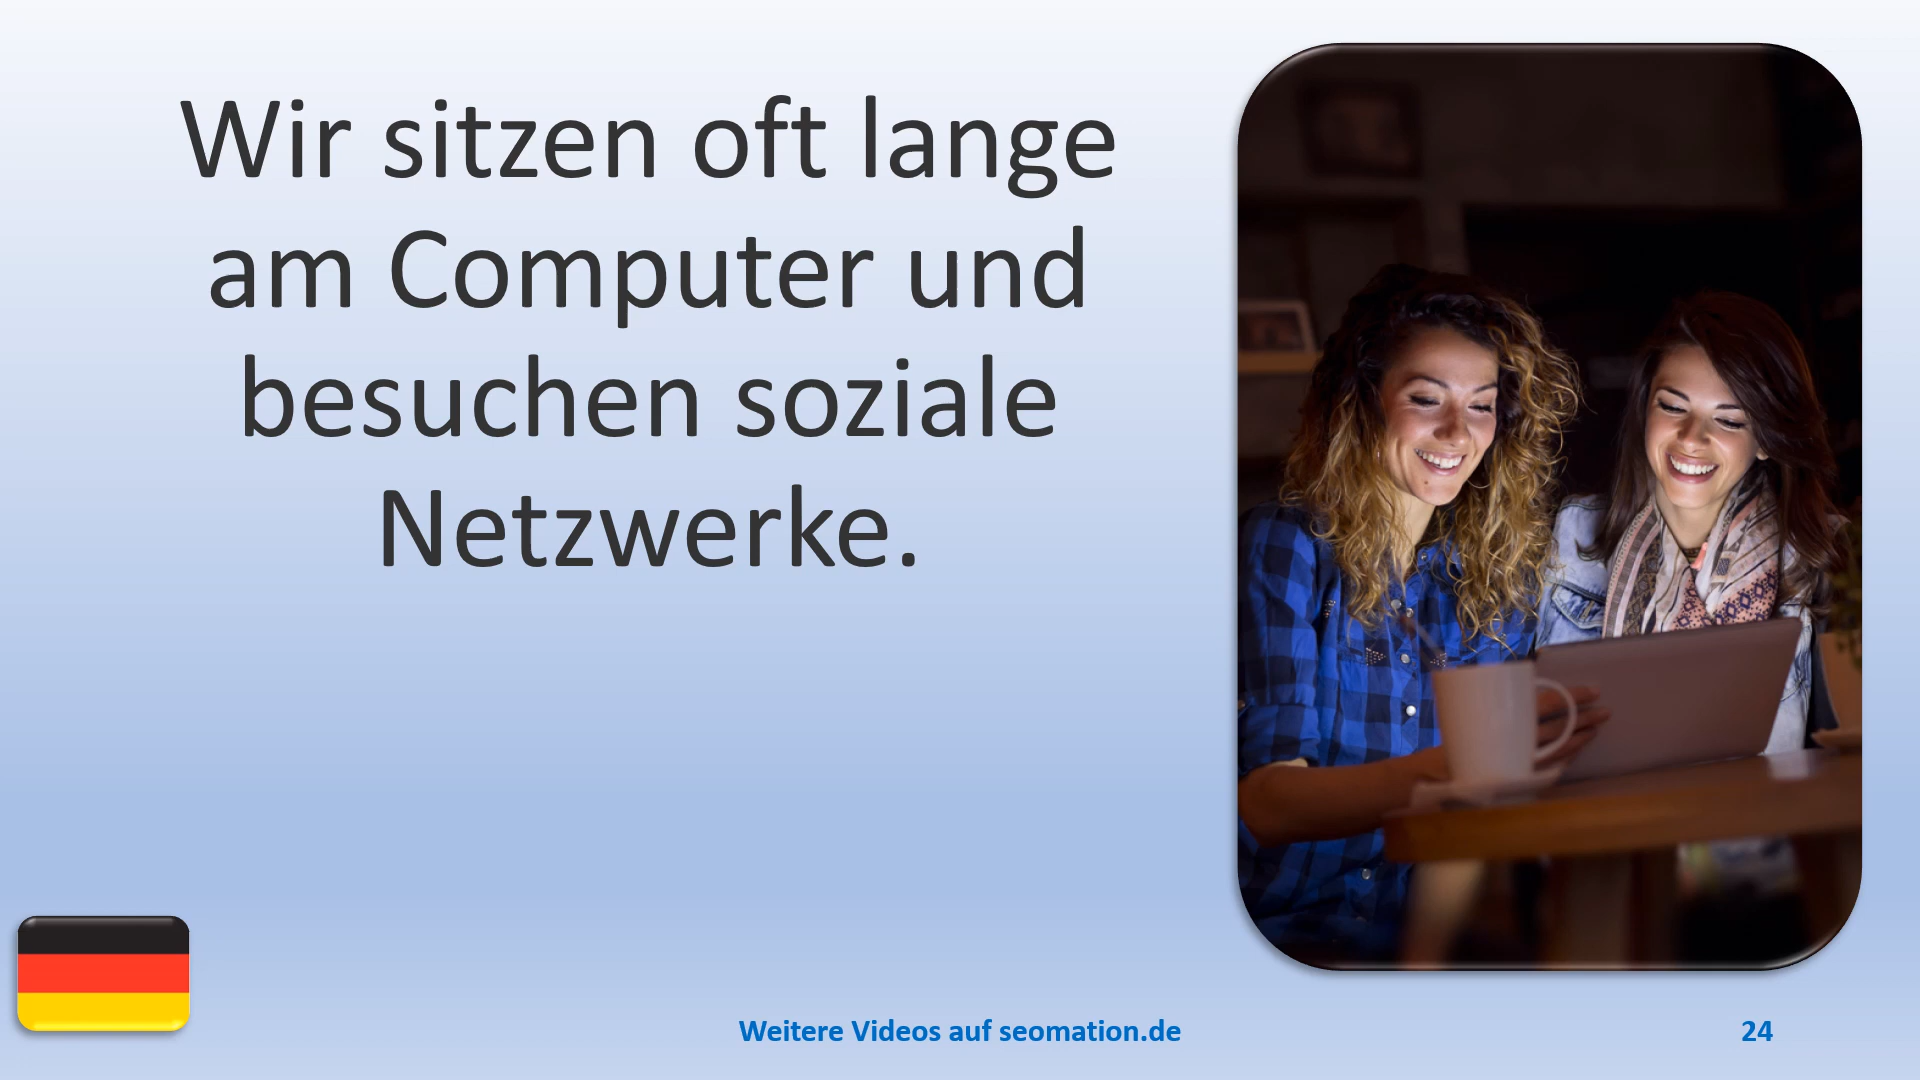 Wir sitzen oft lange
am Computer und
besuchen soziale
Netzwerke.
Weitere Videos auf seomation.de
24